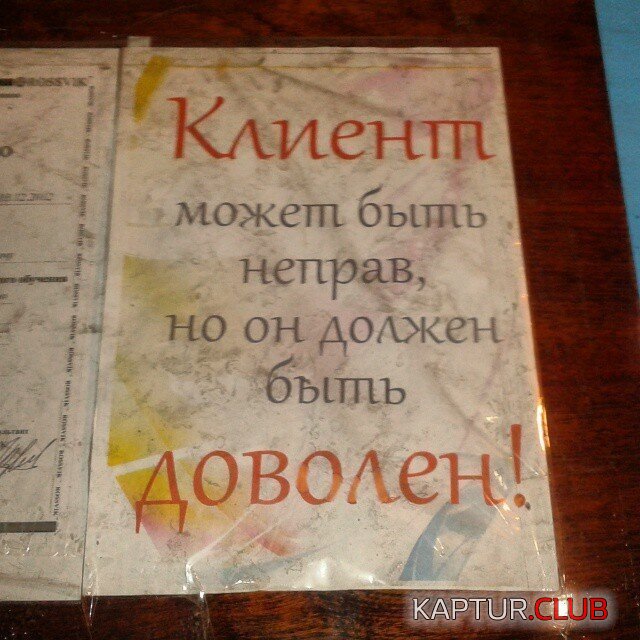 Клиент
может быть
неправ,
но он должен
быть
доволен!
KAPTUR.CLUB